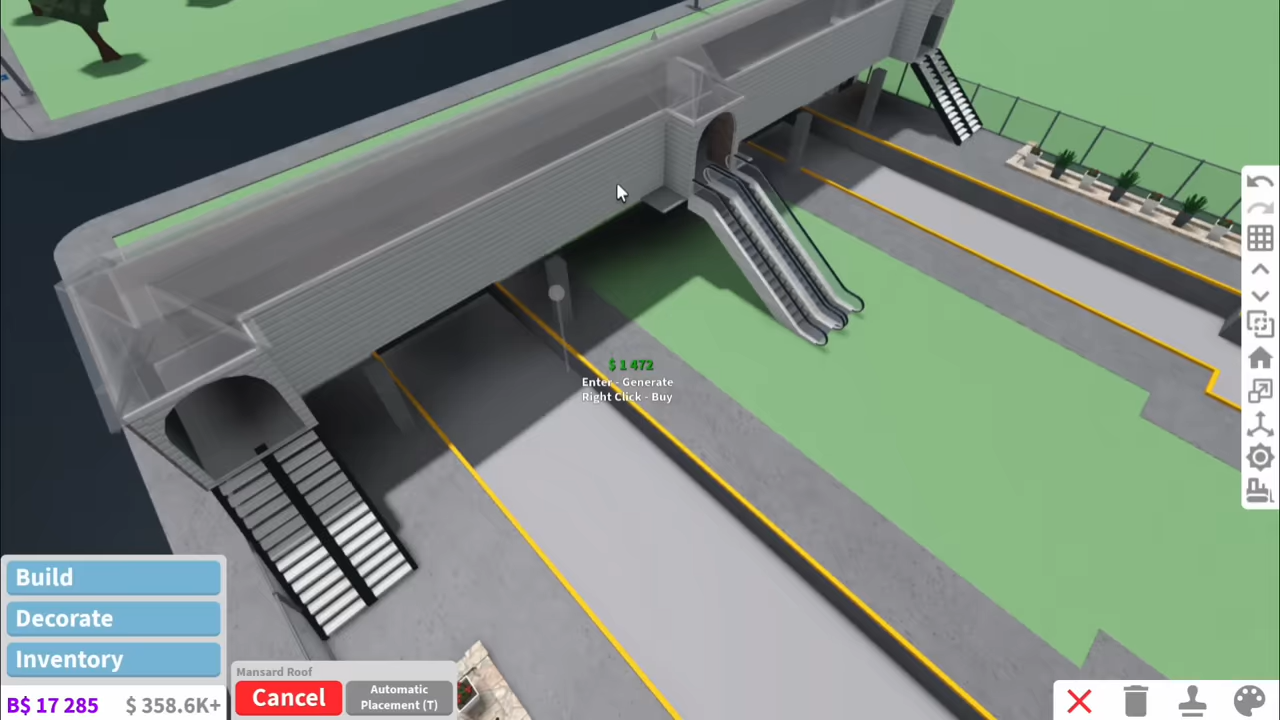 $ 1 472
Enter - Generate
Right Click - Buy
Build
Decorate
Inventory
B$ 17 285 $ 358.6K+
Mansard Roof
Cancel
Automatic
Placement (T)